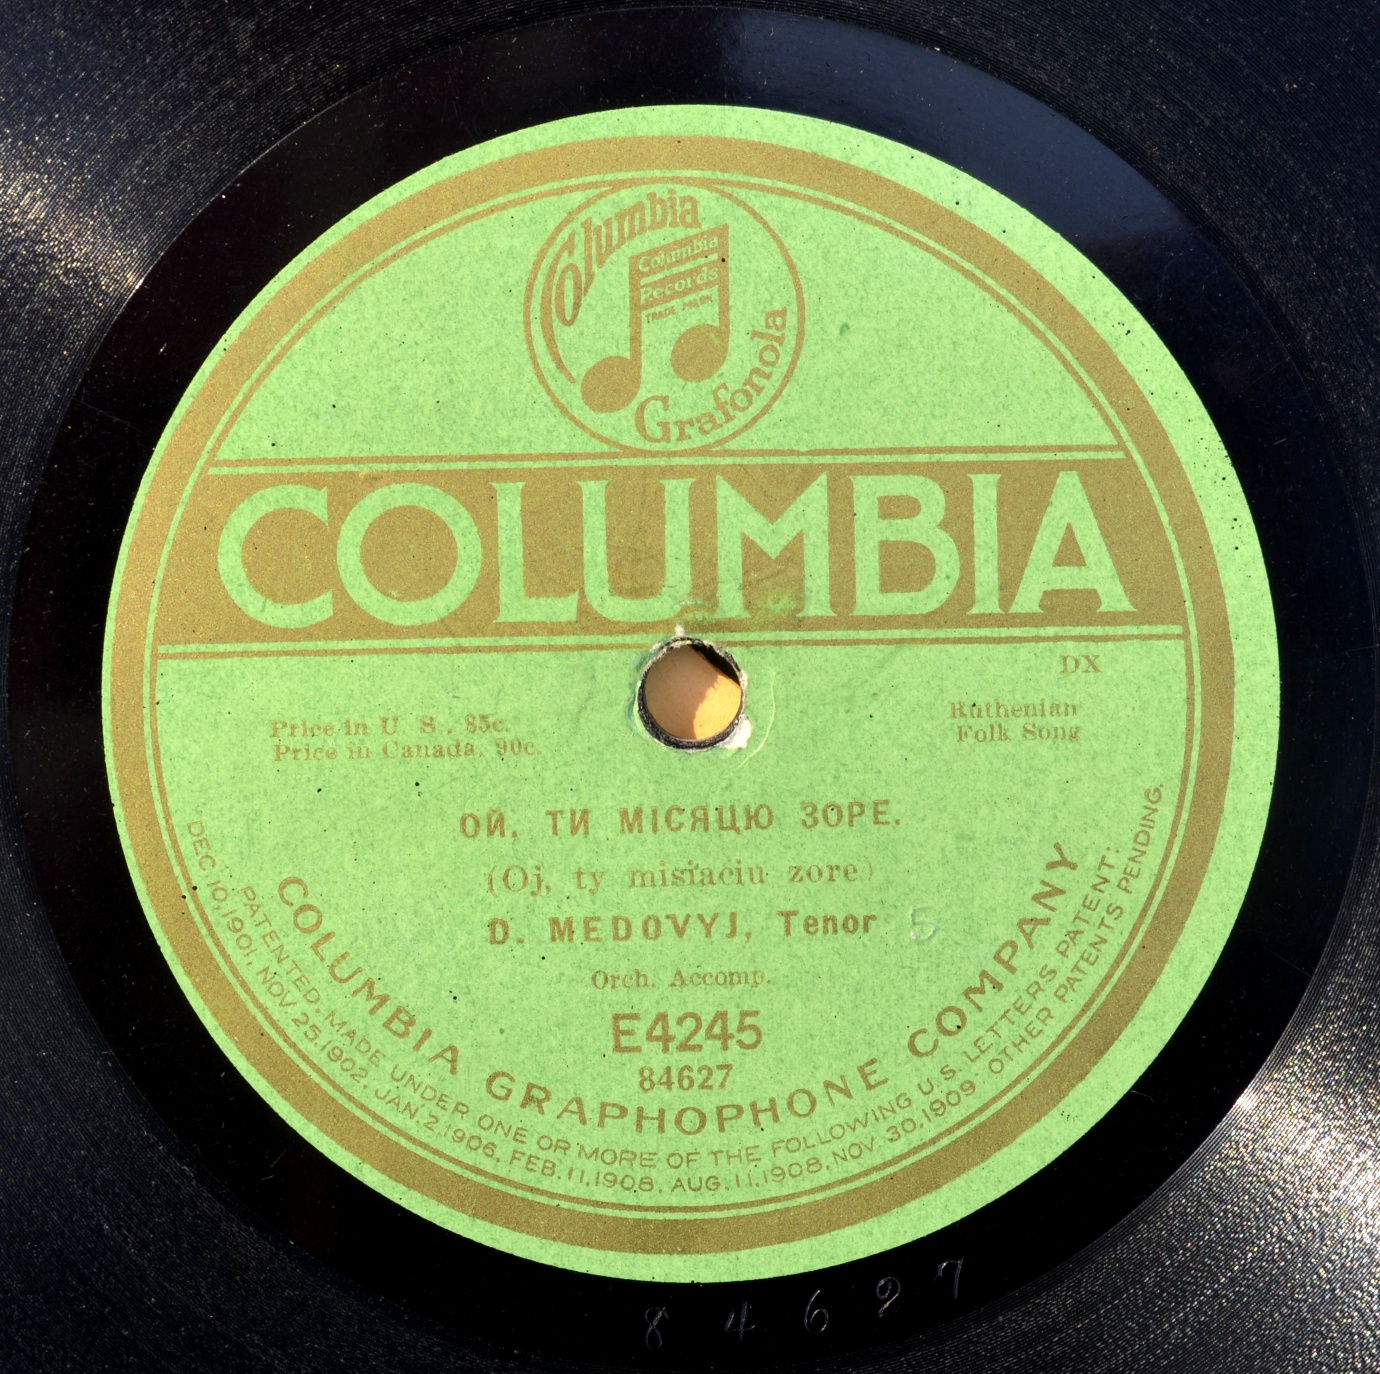 Columbia
Columbia
Records
TRADE MARK
Grafonola
COLUMBIA
DX
Price in U. S., 85c.
Price in Canada, 90c.
Ruthenian
Folk Song
ОЙ, ТИ МІСЯЦЮ ЗОРЕ.
(Oj, ty misiaciu zore)
D. MEDOVYJ, Tenor
5
Orch. Accomp.
E4245
84627
COLUMBIA GRAPHOPHONE COMPANY
PATENTED. MADE UNDER ONE OR MORE OF THE FOLLOWING U.S. LETTERS PATENT:
DEC 10,1901, NOV. 25,1902, JAN. 2,1906, FEB. 11,1908, AUG. 11,1908, NOV. 30,1909. OTHER PATENTS PENDING.
84627